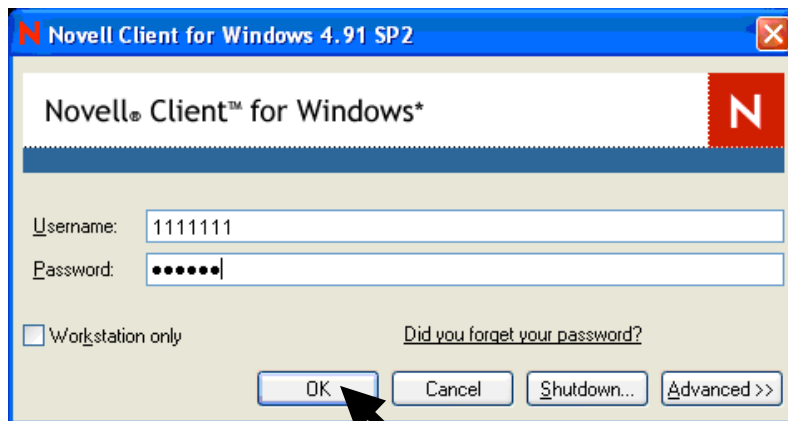 N Novell Client for Windows 4.91 SP2
Novell® Client™ for Windows*
N
Username: 1111111
Password: ••••••
Workstation only
Did you forget your password?
OK Cancel Shutdown... Advanced >>